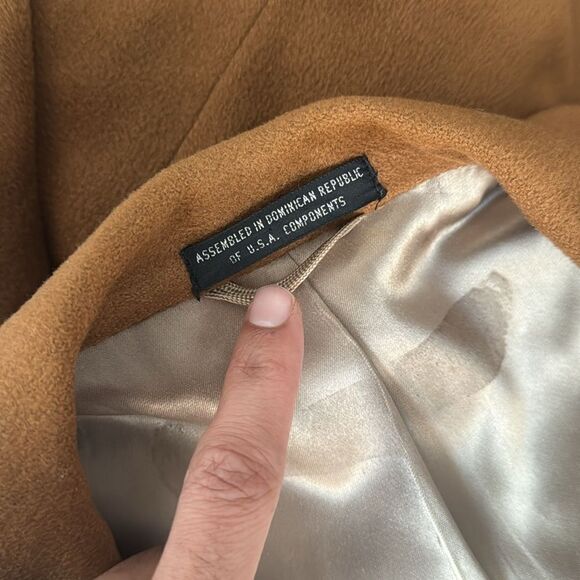 ASSEMBLED IN DOMINICAN REPUBLIC
OF U.S.A. COMPONENTS